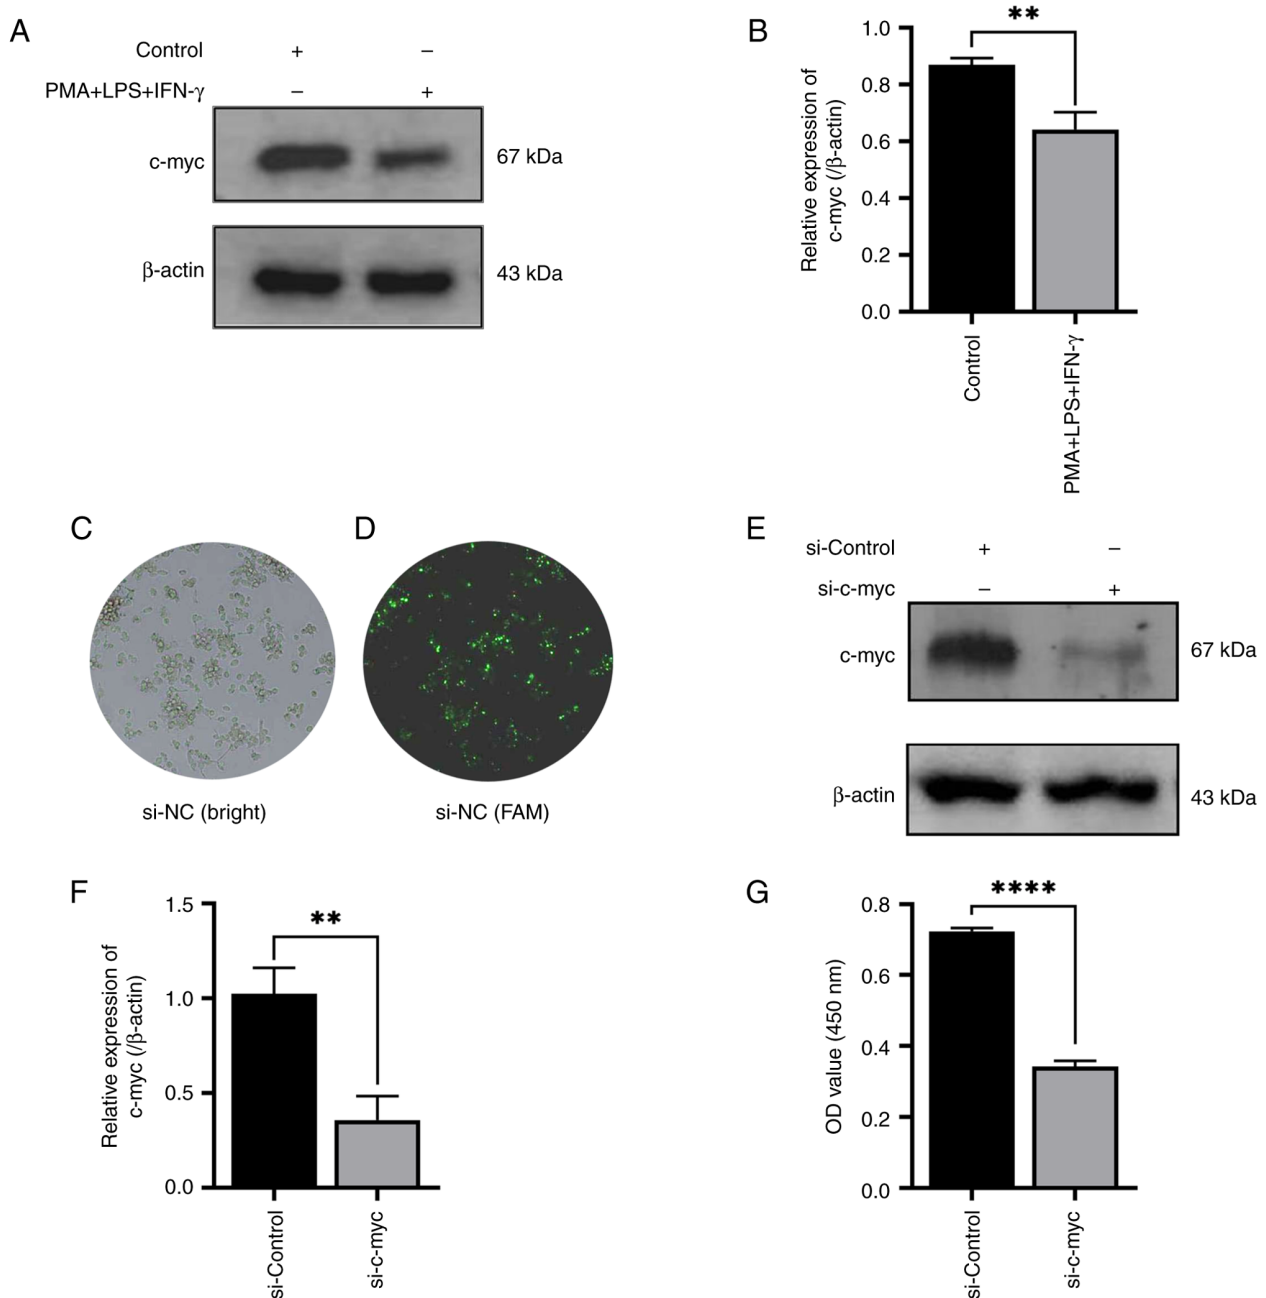 A
Control + –
PMA+LPS+IFN-γ – +
c-myc 67 kDa
β-actin 43 kDa
B
**
Relative expression of
c-myc (/β-actin)
1.0
0.8
0.6
0.4
0.2
0.0
Control
PMA+LPS+IFN-γ
C
si-NC (bright)
D
si-NC (FAM)
E
si-Control + –
si-c-myc – +
c-myc 67 kDa
β-actin 43 kDa
F
**
Relative expression of
c-myc (/β-actin)
1.5
1.0
0.5
0.0
si-Control
si-c-myc
G
****
OD value (450 nm)
0.8
0.6
0.4
0.2
0.0
si-Control
si-c-myc